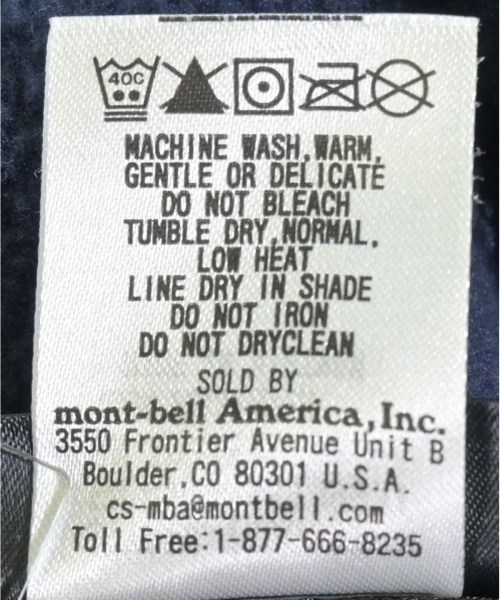 40C
MACHINE WASH,WARM,
GENTLE OR DELICATE
DO NOT BLEACH
TUMBLE DRY,NORMAL,
LOW HEAT
LINE DRY IN SHADE
DO NOT IRON
DO NOT DRYCLEAN
SOLD BY
mont-bell America, Inc.
3550 Frontier Avenue Unit B
Boulder,CO 80301 U.S.A.
cs-mba@montbell.com
Toll Free:1-877-666-8235